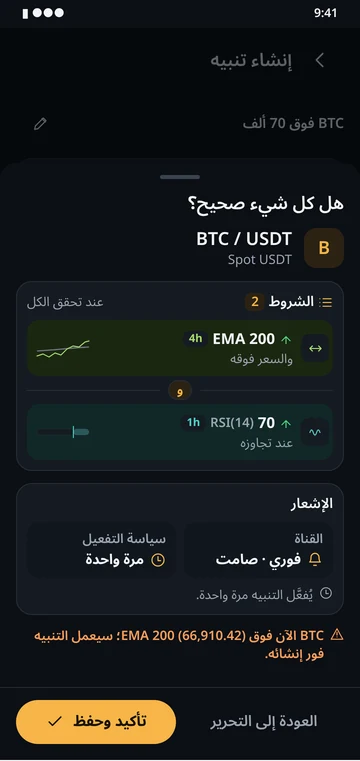 9:41
إنشاء تنبيه
BTC فوق 70 ألف
هل كل شيء صحيح؟
B
BTC / USDT
Spot USDT
الشروط 2
عند تحقق الكل
EMA 200 4h
والسعر فوقه
و
70 RSI(14) 1h
عند تجاوزه
الإشعار
القناة
فوري · صامت
سياسة التفعيل
مرة واحدة
يُفعَّل التنبيه مرة واحدة.
BTC الآن فوق EMA 200 (66,910.42)؛ سيعمل التنبيه
فور إنشائه.
العودة إلى التحرير
تأكيد وحفظ